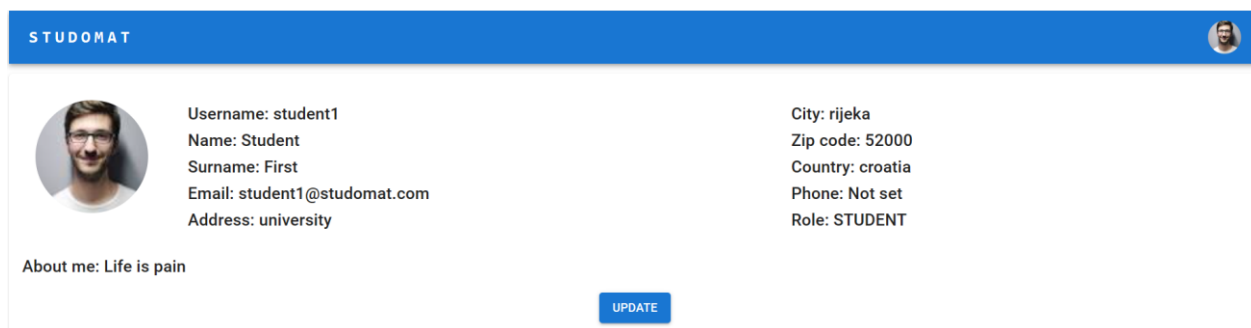 STUDOMAT
Username: student1
Name: Student
Surname: First
Email: student1@studomat.com
Address: university
City: rijeka
Zip code: 52000
Country: croatia
Phone: Not set
Role: STUDENT
About me: Life is pain
UPDATE